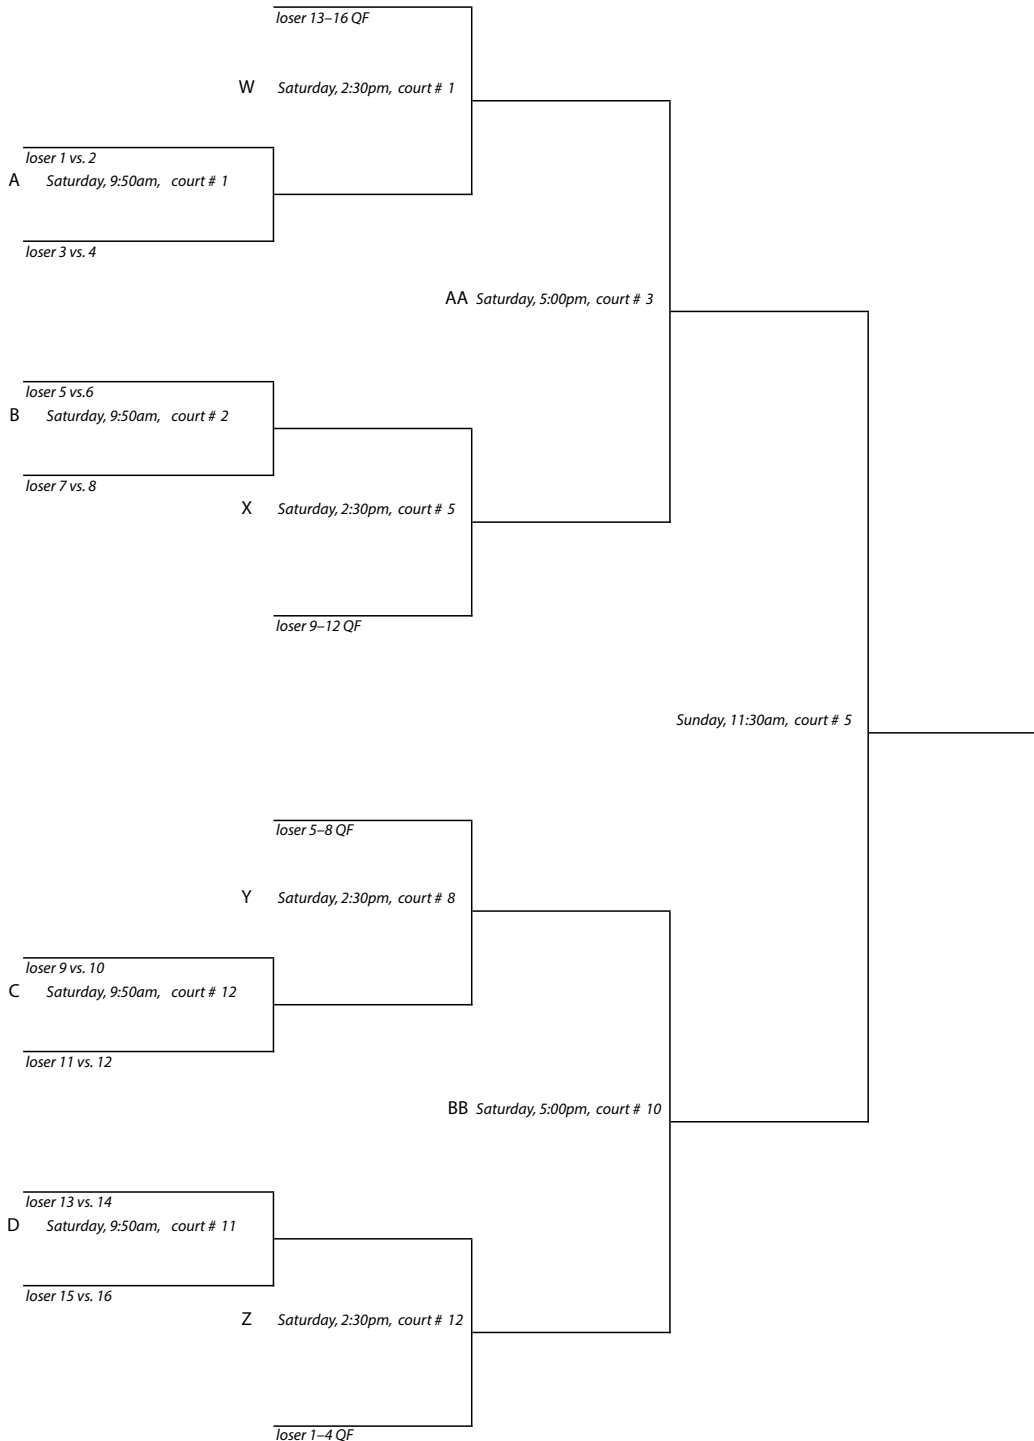 loser 13–16 QF
W Saturday, 2:30pm, court # 1
loser 1 vs. 2
A Saturday, 9:50am, court # 1
loser 3 vs. 4
AA Saturday, 5:00pm, court # 3
loser 5 vs.6
B Saturday, 9:50am, court # 2
loser 7 vs. 8
X Saturday, 2:30pm, court # 5
loser 9–12 QF
Sunday, 11:30am, court # 5
loser 5–8 QF
Y Saturday, 2:30pm, court # 8
loser 9 vs. 10
C Saturday, 9:50am, court # 12
loser 11 vs. 12
BB Saturday, 5:00pm, court # 10
loser 13 vs. 14
D Saturday, 9:50am, court # 11
loser 15 vs. 16
Z Saturday, 2:30pm, court # 12
loser 1–4 QF